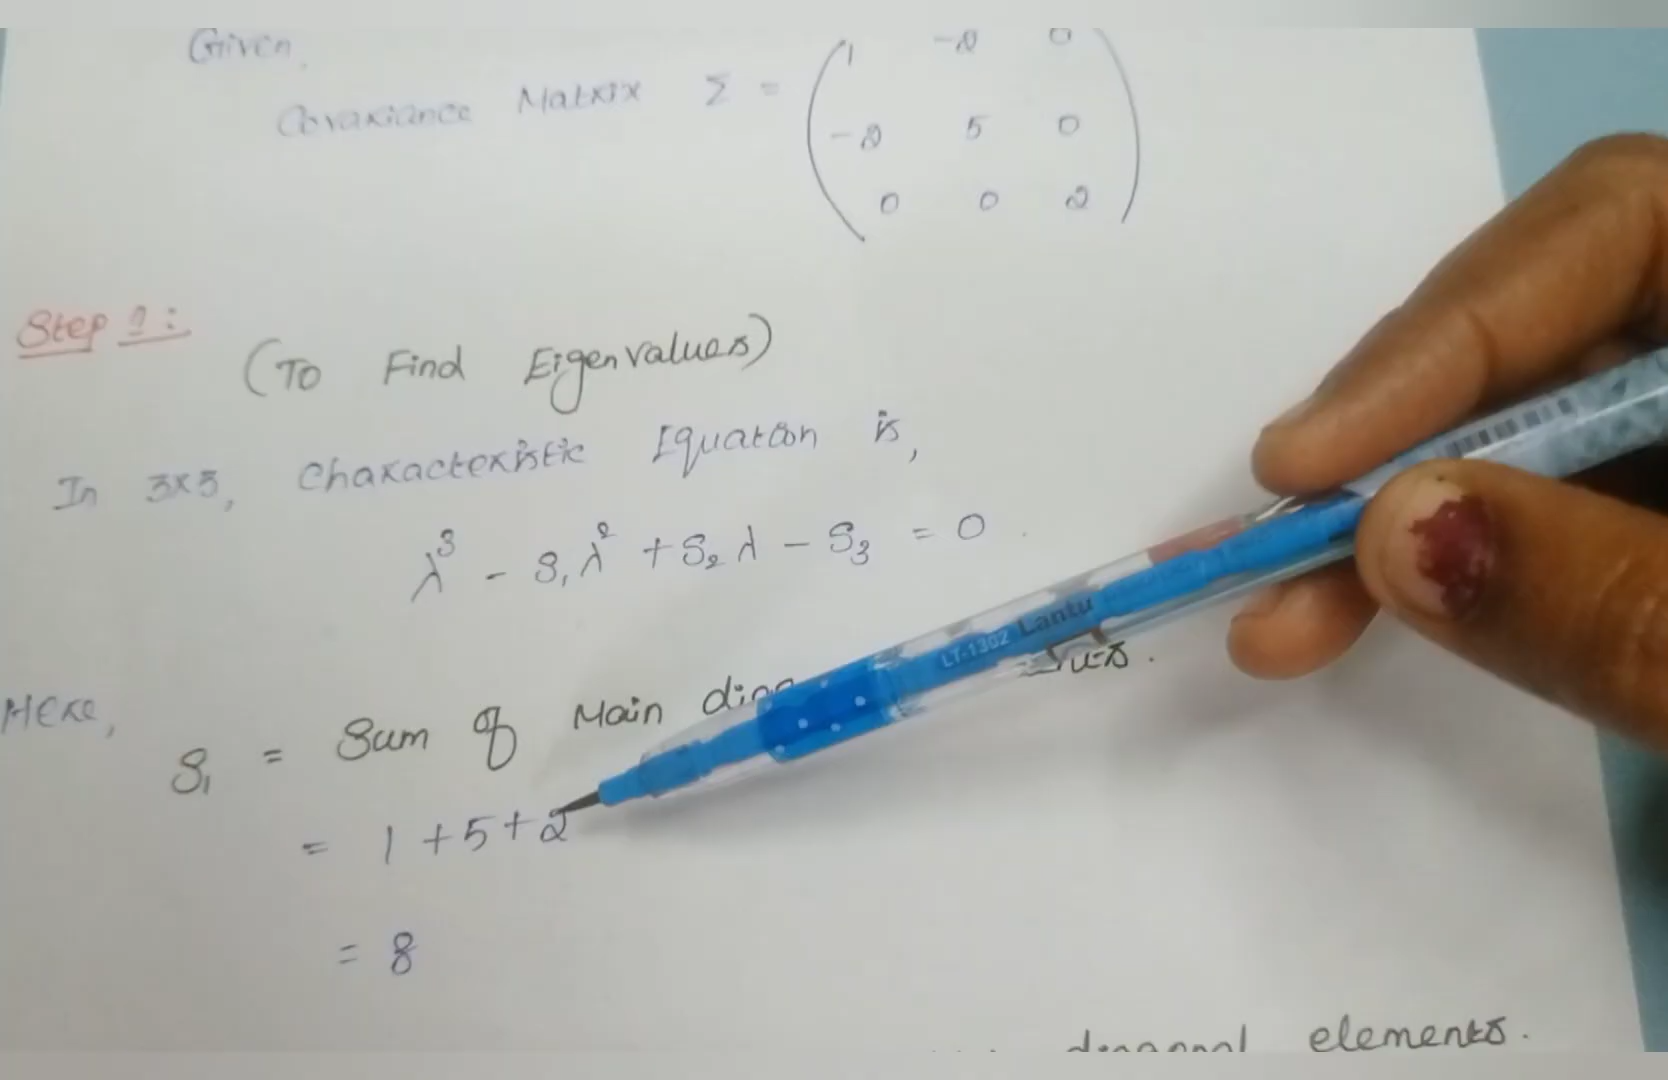 Given,
Covariance Matrix Σ = ( 1 -2 0
-2 5 0
0 0 2 )
Step 1:
(To Find Eigenvalues)
In 3x3, Characteristic Equation is,
λ³ - S₁λ² + S₂λ - S₃ = 0.
Here,
S₁ = Sum of Main
= 1 + 5 + 2
= 8
diagonal elements.
LT-1302 Lantu